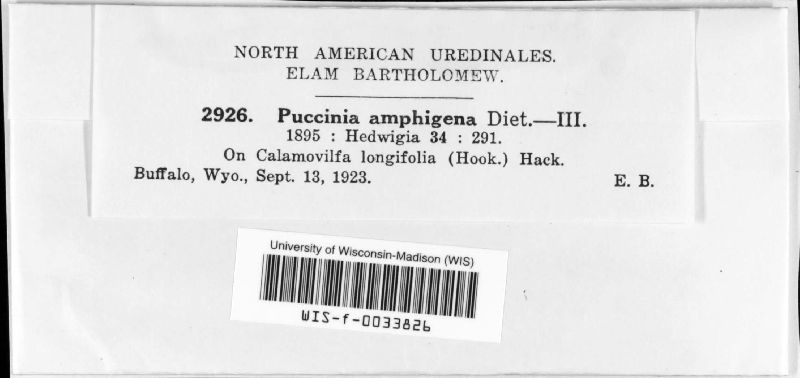 NORTH AMERICAN UREDINALES.
ELAM BARTHOLOMEW.
2926. Puccinia amphigena Diet.—III.
1895 : Hedwigia 34 : 291.
On Calamovilfa longifolia (Hook.) Hack.
Buffalo, Wyo., Sept. 13, 1923. E. B.
University of Wisconsin-Madison (WIS)
WIS-f-0033826